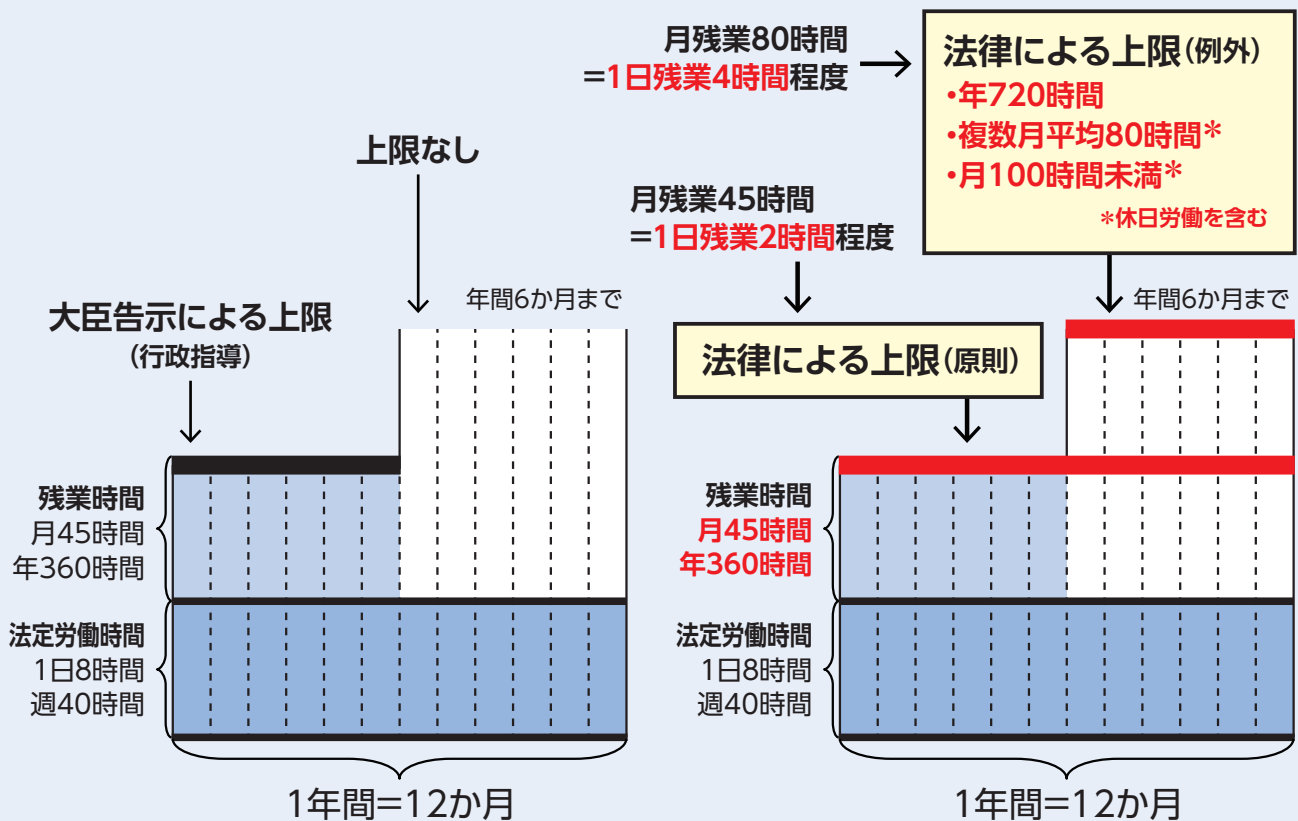 月残業80時間
=1日残業4時間程度
法律による上限(例外)
・年720時間
・複数月平均80時間*
・月100時間未満*
*休日労働を含む
上限なし
月残業45時間
=1日残業2時間程度
年間6か月まで
年間6か月まで
大臣告示による上限
(行政指導)
法律による上限(原則)
残業時間
月45時間
年360時間
法定労働時間
1日8時間
週40時間
1年間=12か月
残業時間
月45時間
年360時間
法定労働時間
1日8時間
週40時間
1年間=12か月